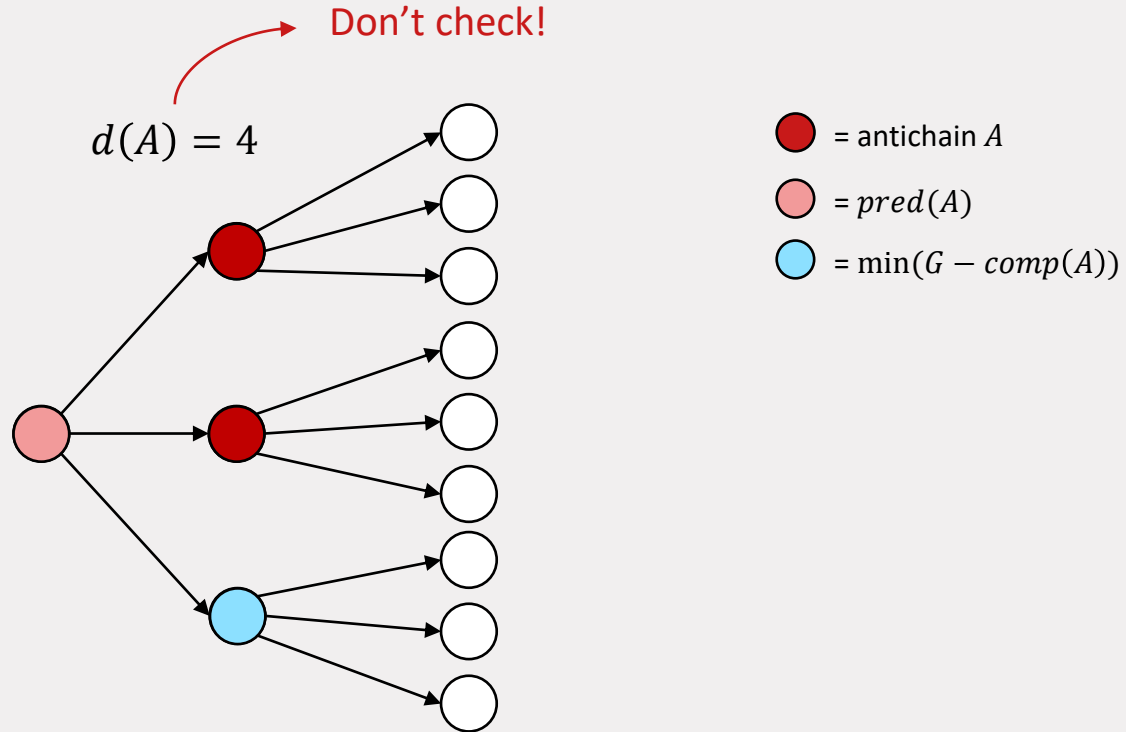 Don’t check!
d(A) = 4
= antichain A
= pred(A)
= min(G − comp(A))